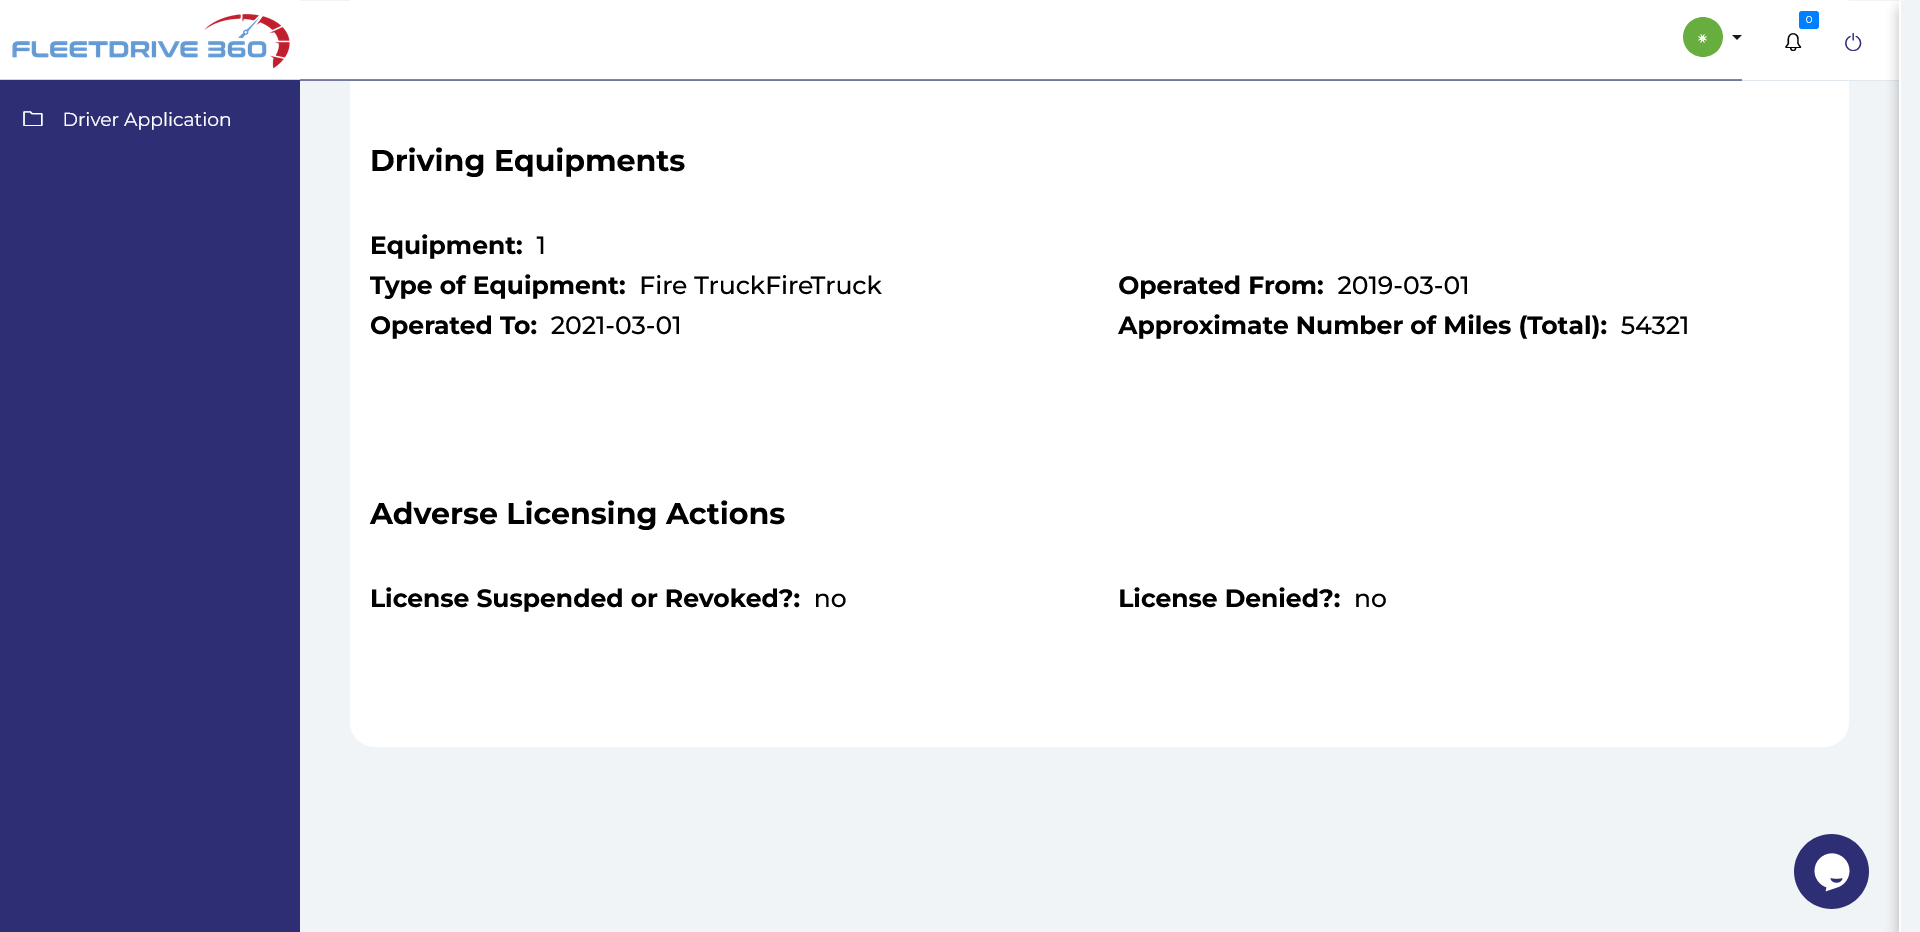 FLEETDRIVE 360
0
Driver Application
Driving Equipments
Equipment: 1
Type of Equipment: Fire TruckFireTruck
Operated From: 2019-03-01
Operated To: 2021-03-01
Approximate Number of Miles (Total): 54321
Adverse Licensing Actions
License Suspended or Revoked?: no
License Denied?: no